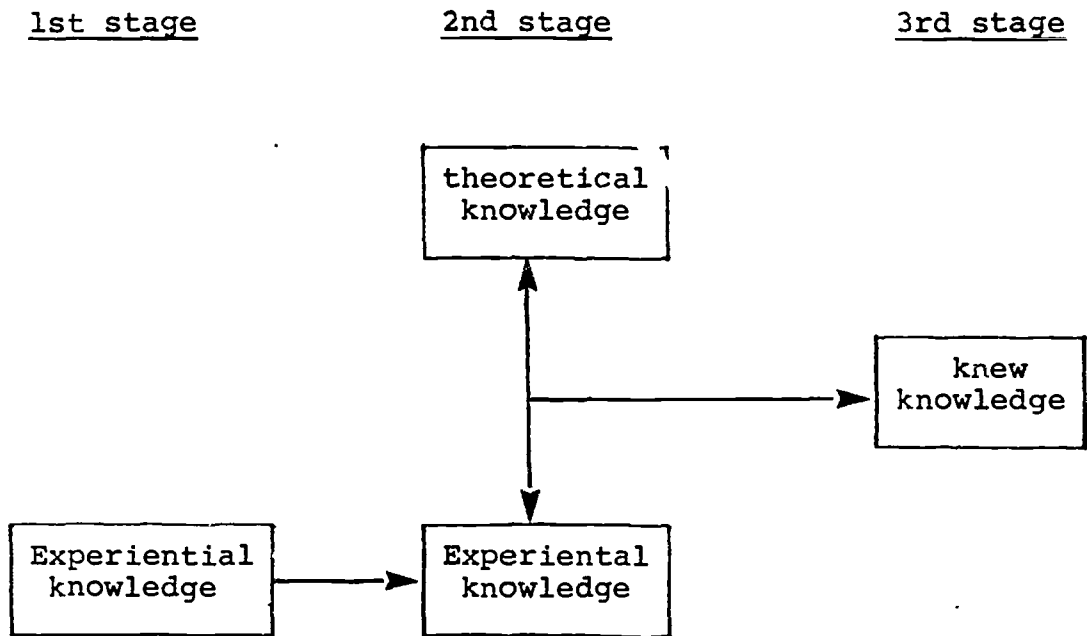 1st stage
2nd stage
3rd stage
theoretical
knowledge
knew
knowledge
Experiential
knowledge
Experiental
knowledge